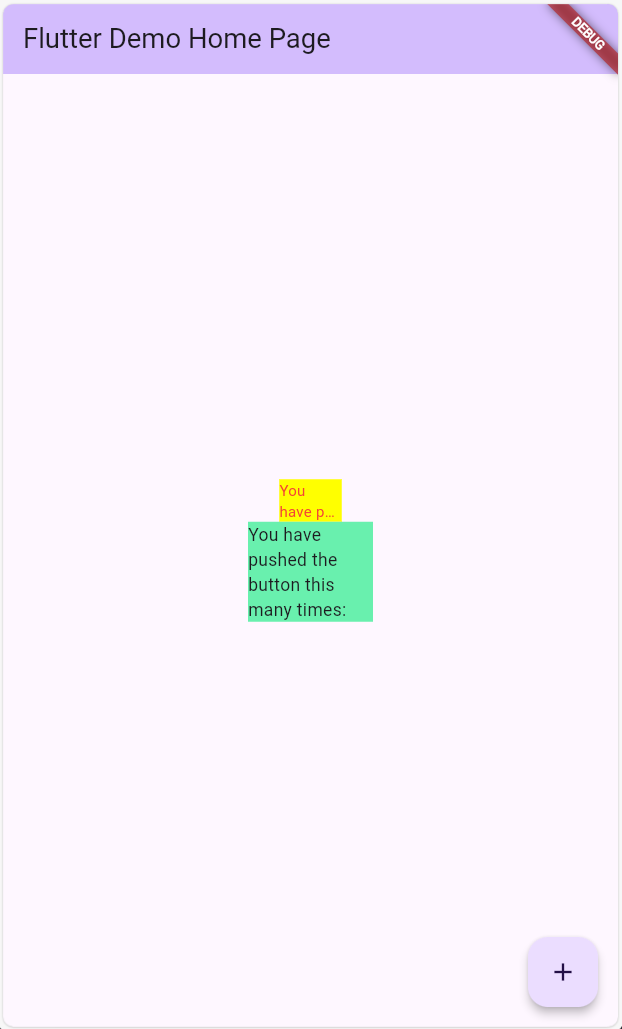 Flutter Demo Home Page
DEBUG
You
have p…
You have
pushed the
button this
many times:
+